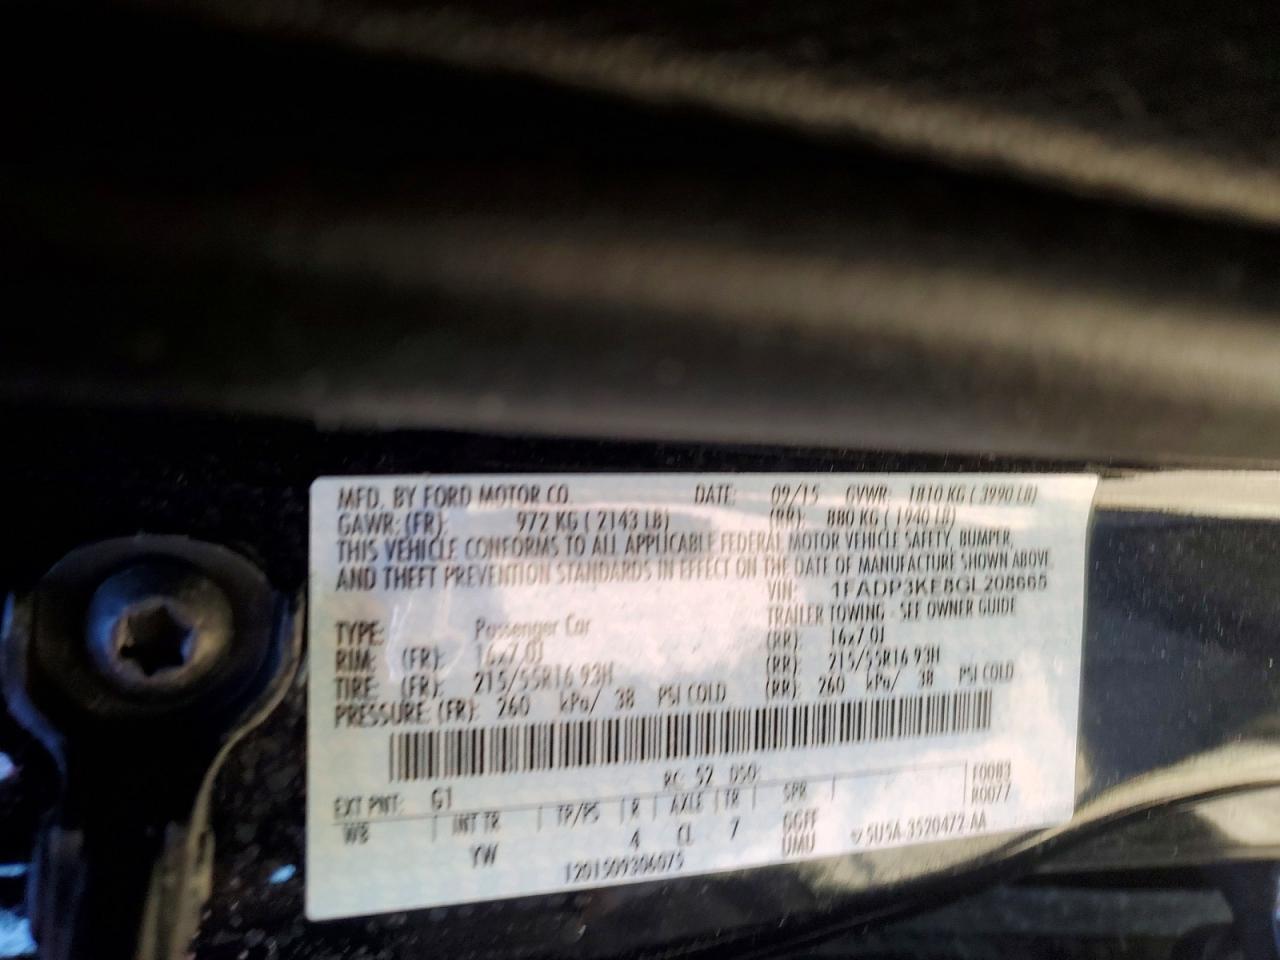 MFD. BY FORD MOTOR CO. DATE: 09/15 GVWR: 1810 KG ( 3990 LB)
GAWR: (FR): 972 KG ( 2143 LB) (RR): 880 KG ( 1940 LB)
THIS VEHICLE CONFORMS TO ALL APPLICABLE FEDERAL MOTOR VEHICLE SAFETY, BUMPER,
AND THEFT PREVENTION STANDARDS IN EFFECT ON THE DATE OF MANUFACTURE SHOWN ABOVE.
VIN: 1FADP3KE8GL208665
TYPE: Passenger Car TRAILER TOWING - SEE OWNER GUIDE
RIM: (FR): 16x7.0J (RR): 16x7.0J
TIRE: (FR): 215/55R16 93H (RR): 215/55R16 93H
PRESSURE: (FR): 260 kPa/ 38 PSI COLD (RR): 260 kPa/ 38 PSI COLD
EXT PNT: G1 RC: 52 DSO: F0083
R0077
WB INT TR TP/PS R AXLE TR SPR
YW 4 CL 7 GGFF
UMU
1201509306075 5U5A-3520472-AA